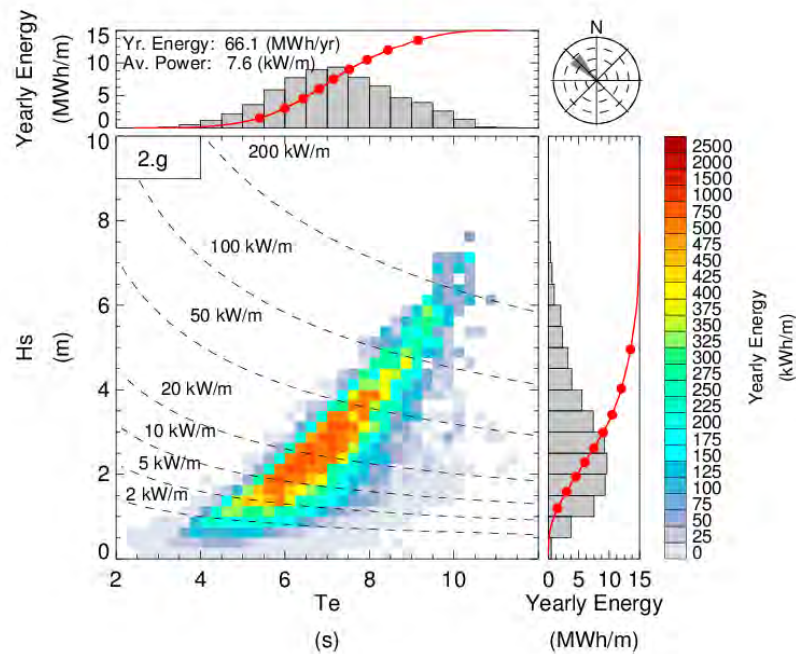 Yr. Energy: 66.1 (MWh/yr)
Av. Power: 7.6 (kW/m)
Yearly Energy
(MWh/m)
15
10
5
0
N
2.g
200 kW/m
100 kW/m
50 kW/m
20 kW/m
10 kW/m
5 kW/m
2 kW/m
Hs
(m)
10
8
6
4
2
0
2 4 6 8 10
Te
(s)
0 5 10 15
Yearly Energy
(MWh/m)
2500
2000
1500
1000
750
500
475
450
425
400
375
350
325
300
275
250
225
200
175
150
125
100
75
50
25
0
Yearly Energy
(kWh/m)